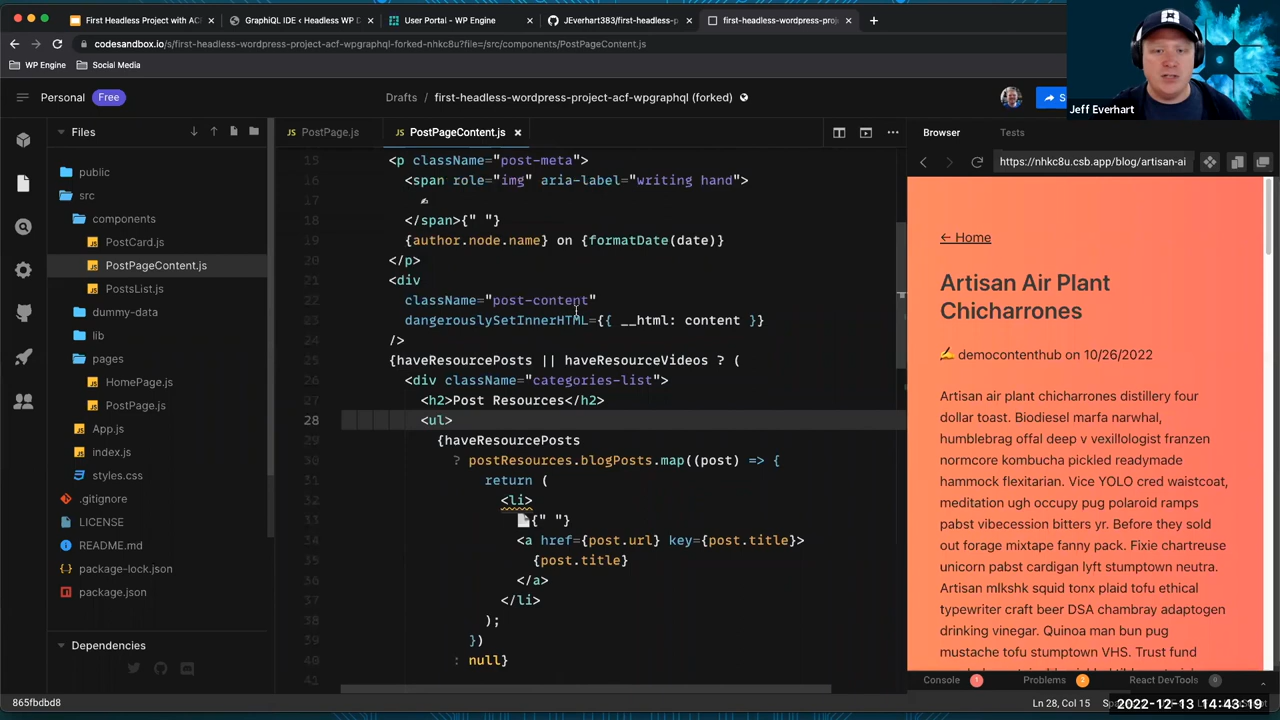 First Headless Project with ACF
GraphiQL IDE ‹ Headless WP D
User Portal - WP Engine
JEverhart383/first-headless-p
first-headless-wordpress-proj
codesandbox.io/s/first-headless-wordpress-project-acf-wpgraphql-forked-nhkc8u?file=/src/components/PostPageContent.js
WP Engine
Social Media
Jeff Everhart
Personal
Free
Drafts / first-headless-wordpress-project-acf-wpgraphql (forked)
Files
public
src
components
PostCard.js
PostPageContent.js
PostsList.js
dummy-data
lib
pages
HomePage.js
PostPage.js
App.js
index.js
styles.css
.gitignore
LICENSE
README.md
package-lock.json
package.json
Dependencies
865fbdbd8
PostPage.js
PostPageContent.js
15 <p className="post-meta">
16 <span role="img" aria-label="writing hand">
17 ✍
18 </span>{" "}
19 {author.node.name} on {formatDate(date)}
20 </p>
21 <div
22 className="post-content"
23 dangerouslySetInnerHTML={{ __html: content }}
24 />
25 {haveResourcePosts || haveResourceVideos ? (
26 <div className="categories-list">
27 <h2>Post Resources</h2>
28 <ul>
29 {haveResourcePosts
30 ? postResources.blogPosts.map((post) => {
31 return (
32 <li>
33 📄{" "}
34 <a href={post.url} key={post.title}>
35 {post.title}
36 </a>
37 </li>
38 );
39 })
40 : null}
41
Browser
Tests
https://nhkc8u.csb.app/blog/artisan-ai
← Home
Artisan Air Plant
Chicharrones
✍ democontenthub on 10/26/2022
Artisan air plant chicharrones distillery four
dollar toast. Biodiesel marfa narwhal,
humblebrag offal deep v vexillologist franzen
normcore kombucha pickled readymade
hammock flexitarian. Vice YOLO cred waistcoat,
meditation ugh occupy pug polaroid ramps
pabst vibecession bitters yr. Before they sold
out forage mixtape fanny pack. Fixie chartreuse
unicorn pabst cardigan lyft stumptown neutra.
Artisan mlkshk squid tonx plaid tofu ethical
typewriter craft beer DSA chambray adaptogen
drinking vinegar. Quinoa man bun pug
mustache tofu stumptown VHS. Trust fund
Console 1
Problems 2
React DevTools 0
Ln 28, Col 15
2022-12-13 14:43:19